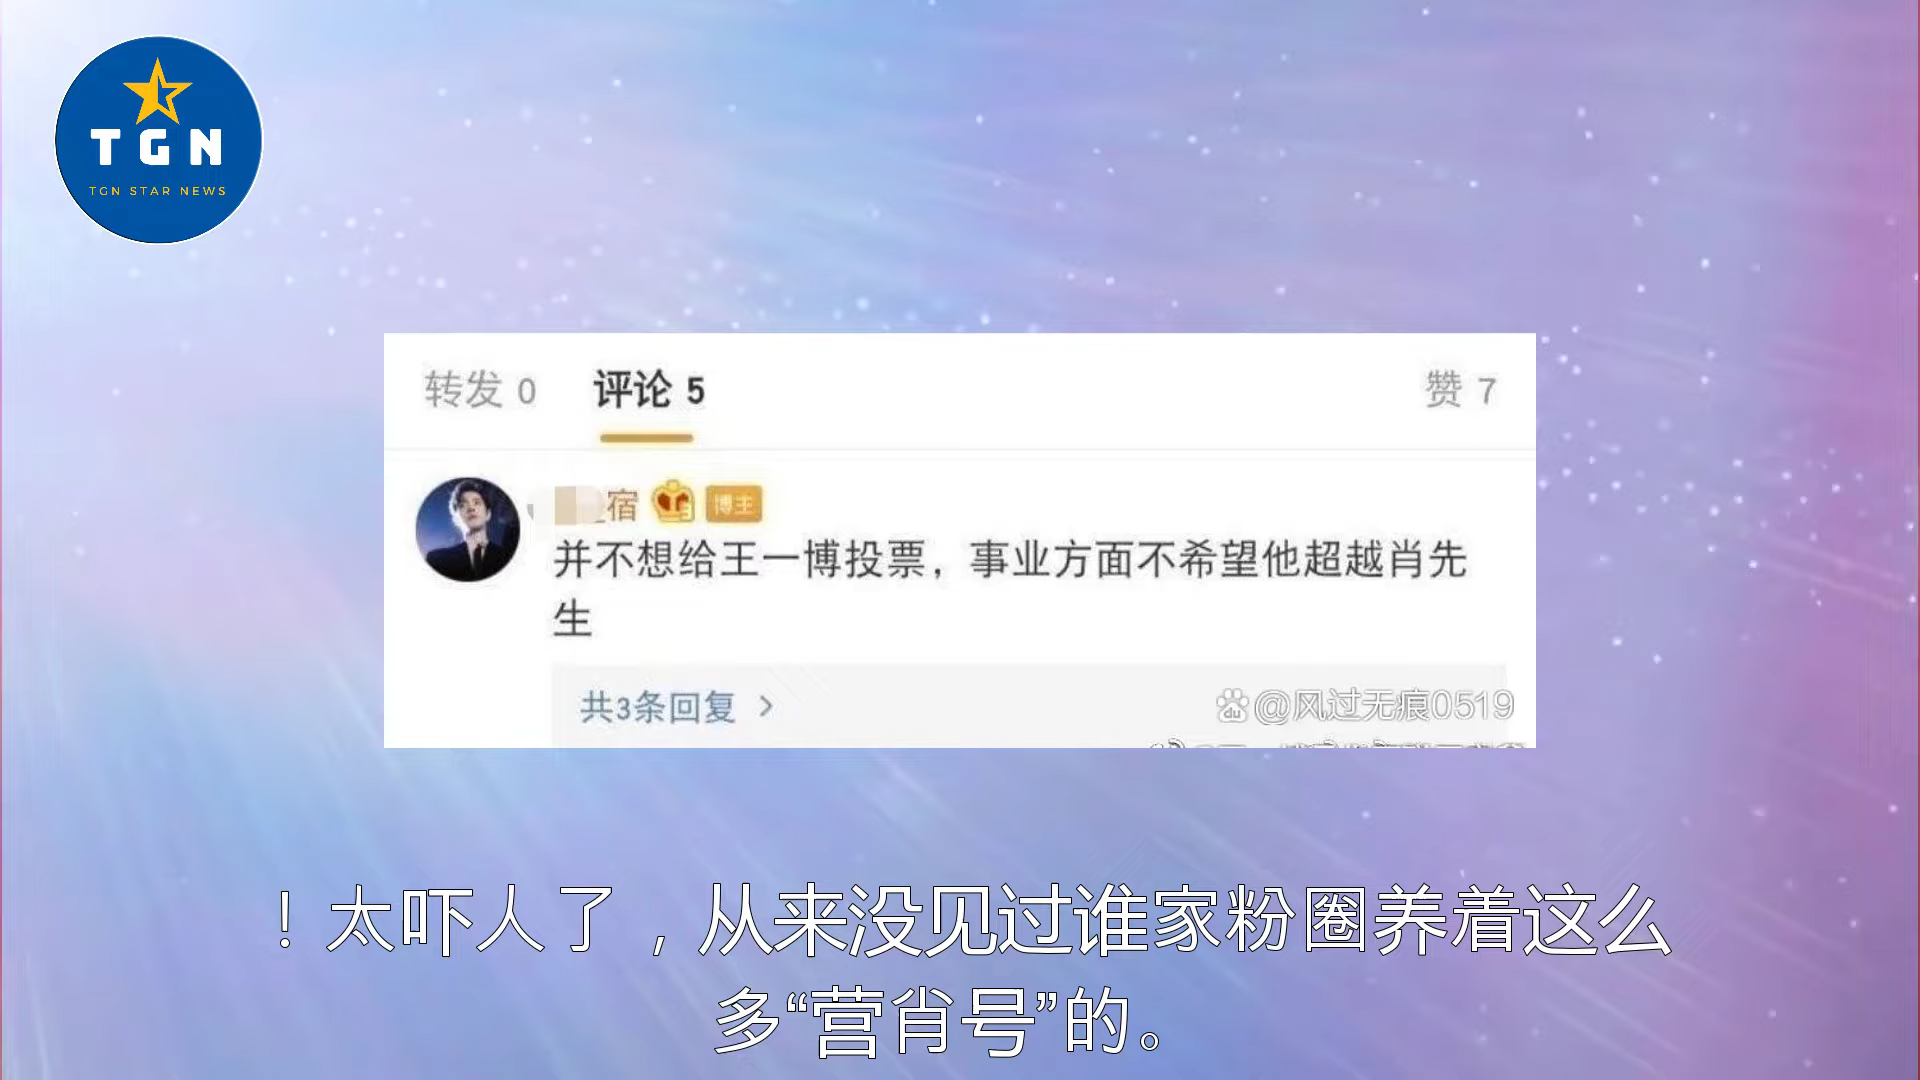 TGN
TGN STAR NEWS
转发 0 评论 5 赞 7
宿 博主
并不想给王一博投票，事业方面不希望他超越肖先
生
共3条回复 >
@风过无痕0519
！太吓人了，从来没见过谁家粉圈养着这么
多“营肖号”的。